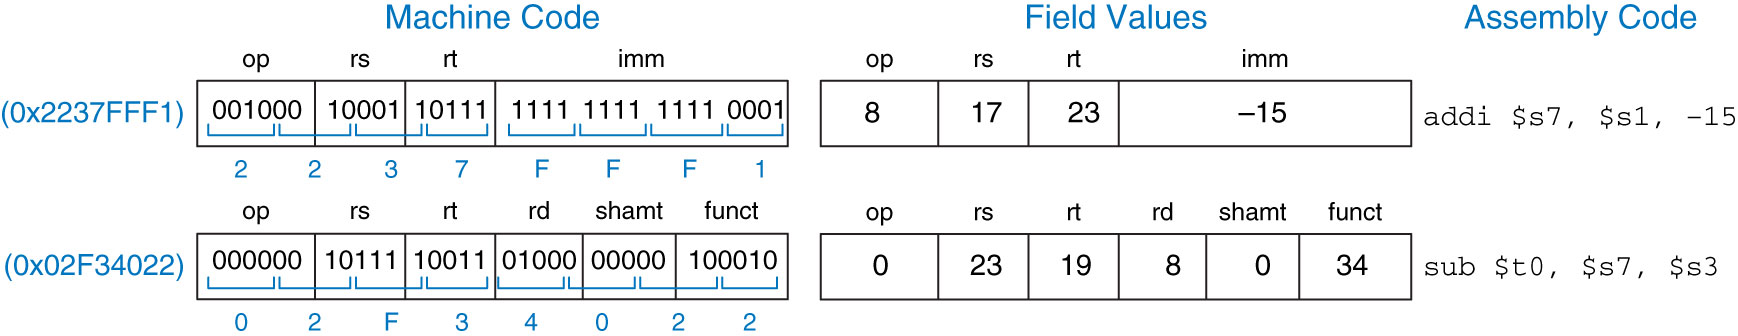 Machine Code Field Values Assembly Code
op rs rt imm op rs rt imm
(0x2237FFF1) 001000 10001 10111 1111 1111 1111 0001 8 17 23 –15 addi $s7, $s1, –15
2 2 3 7 F F F 1
op rs rt rd shamt funct op rs rt rd shamt funct
(0x02F34022) 000000 10111 10011 01000 00000 100010 0 23 19 8 0 34 sub $t0, $s7, $s3
0 2 F 3 4 0 2 2